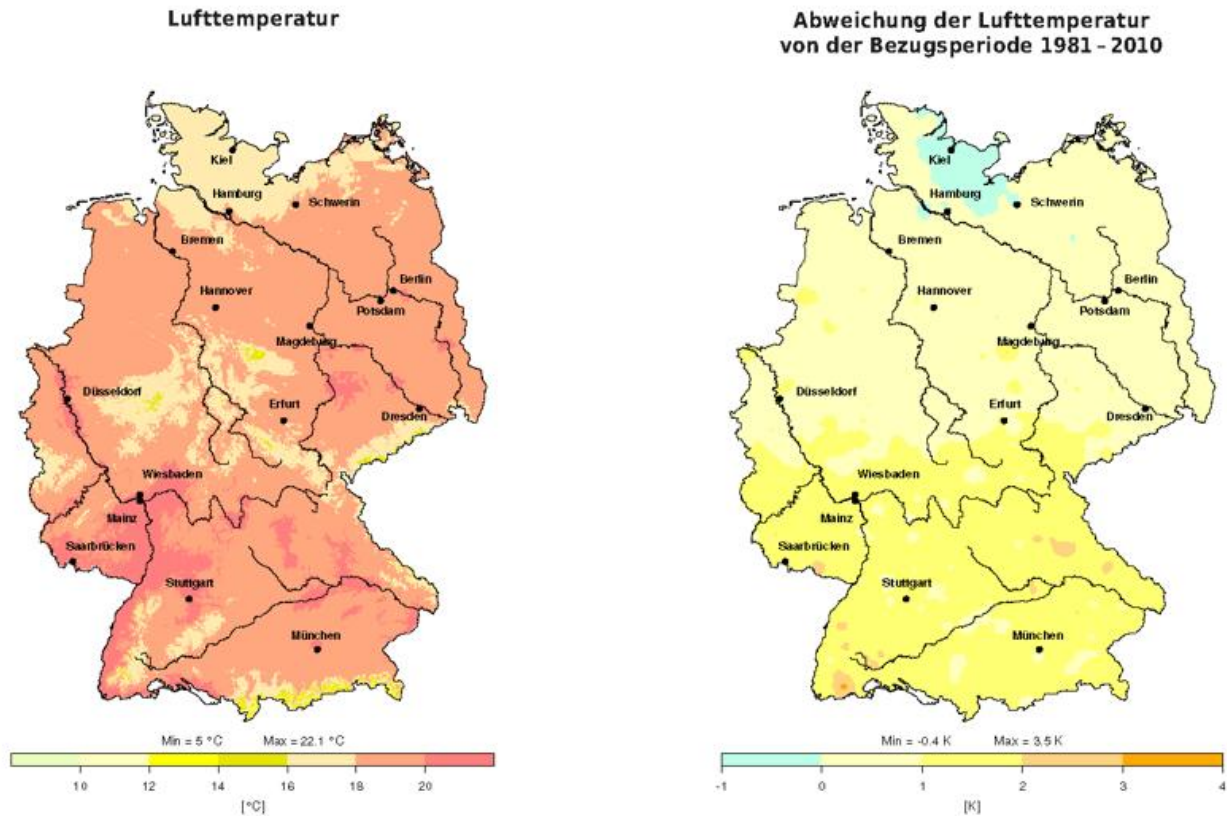 Lufttemperatur
Kiel
Hamburg
Schwerin
Bremen
Berlin
Hannover
Potsdam
Magdeburg
Düsseldorf
Erfurt
Dresden
Wiesbaden
Mainz
Saarbrücken
Stuttgart
München
Min = 5 °C Max = 22.1 °C
10 12 14 16 18 20
[°C]
Abweichung der Lufttemperatur
von der Bezugsperiode 1981 – 2010
Kiel
Hamburg
Schwerin
Bremen
Berlin
Hannover
Potsdam
Magdeburg
Düsseldorf
Erfurt
Dresden
Wiesbaden
Mainz
Saarbrücken
Stuttgart
München
Min = -0.4 K Max = 3.5 K
-1 0 1 2 3 4
[K]